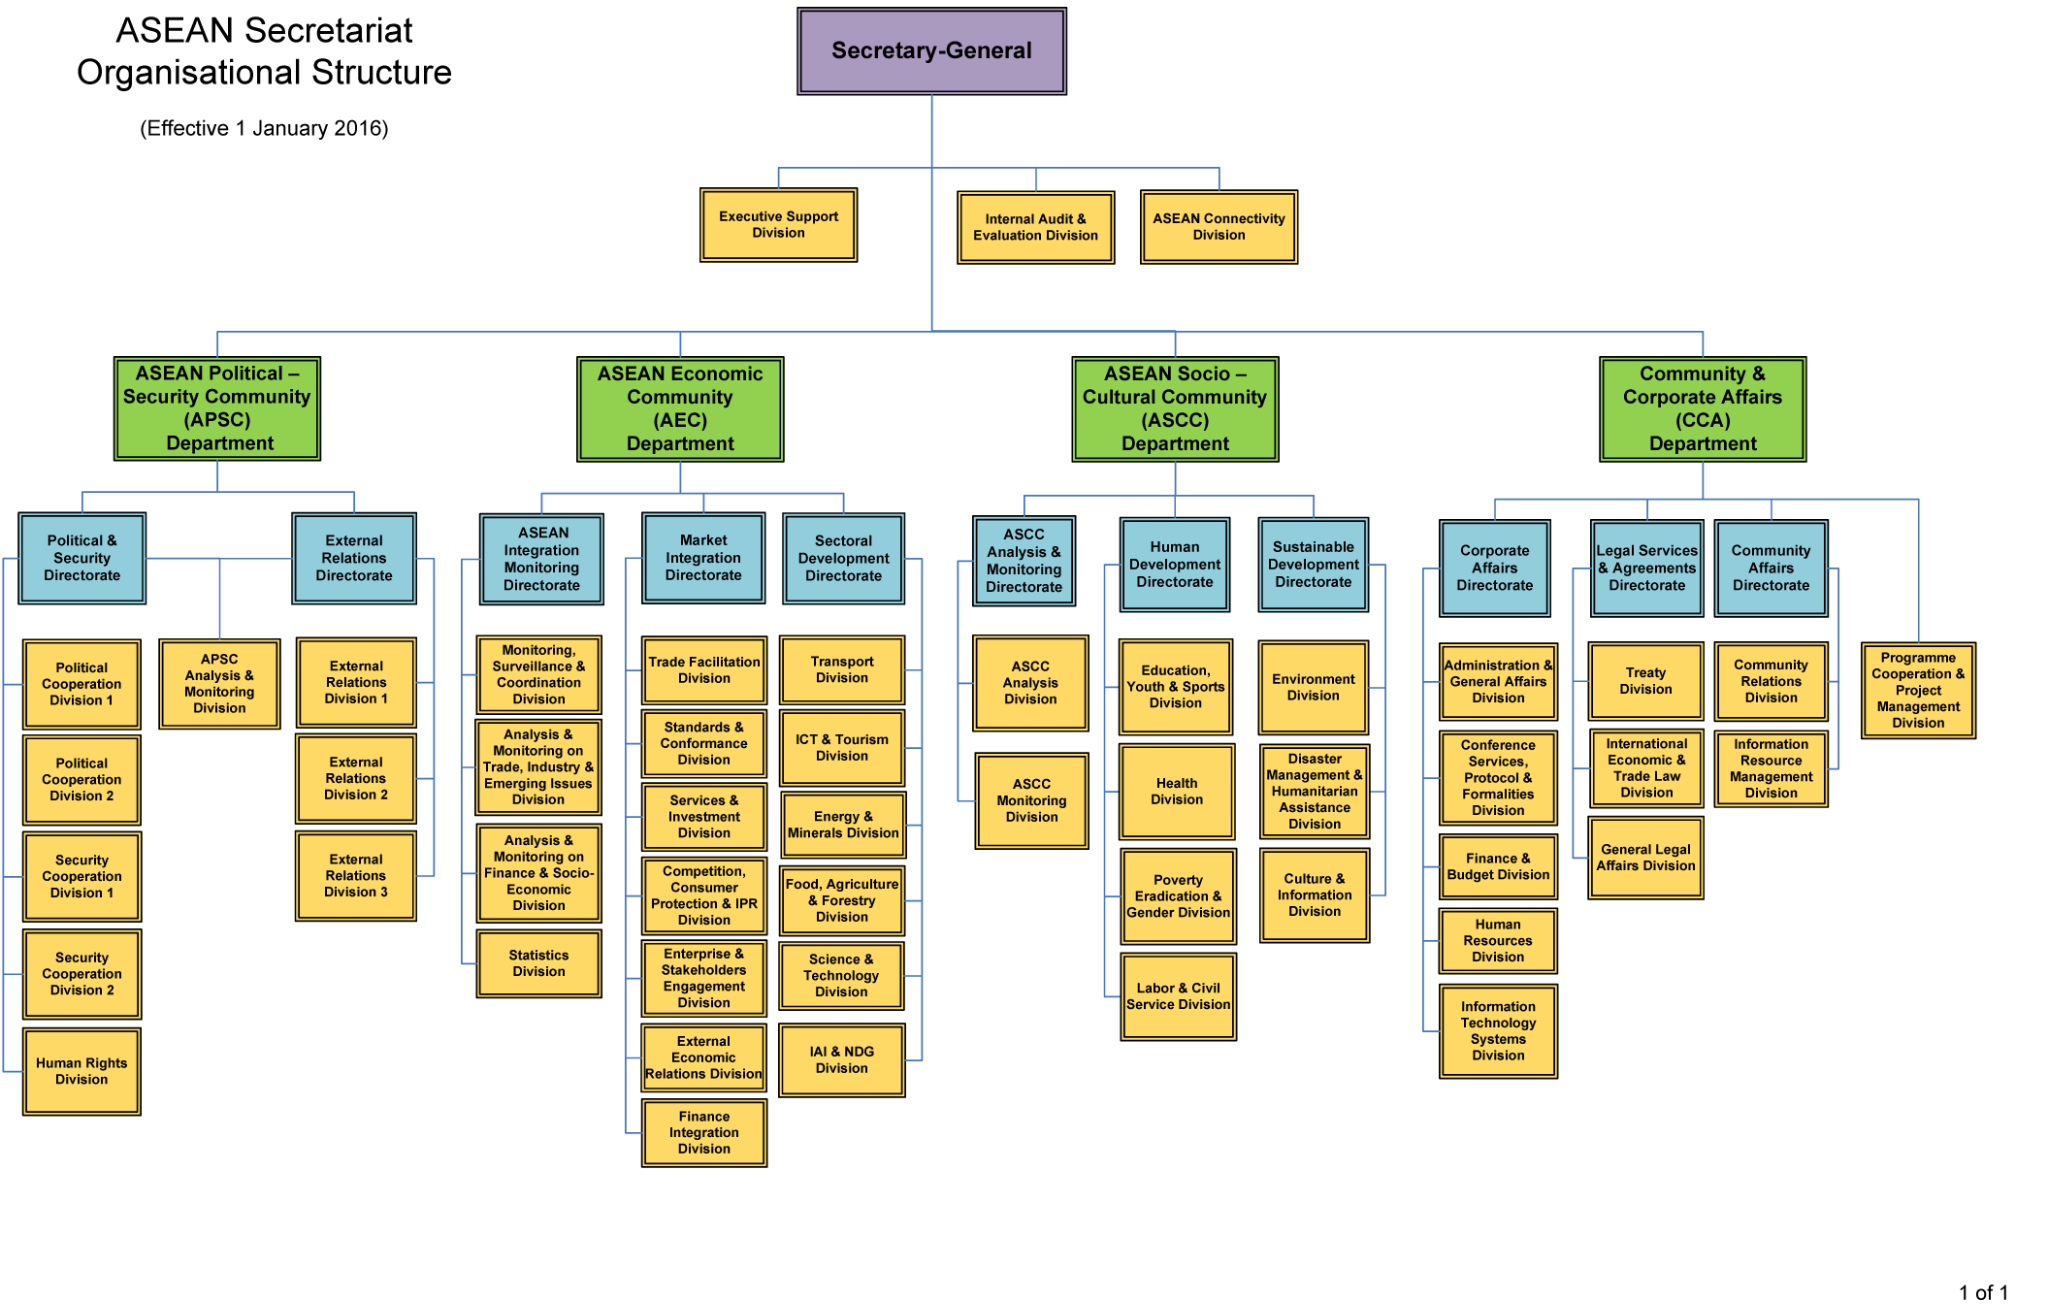 ASEAN Secretariat
Organisational Structure
(Effective 1 January 2016)
Secretary-General
Executive Support
Division
Internal Audit &
Evaluation Division
ASEAN Connectivity
Division
ASEAN Political –
Security Community
(APSC)
Department
ASEAN Economic
Community
(AEC)
Department
ASEAN Socio –
Cultural Community
(ASCC)
Department
Community &
Corporate Affairs
(CCA)
Department
Political &
Security
Directorate
External
Relations
Directorate
ASEAN
Integration
Monitoring
Directorate
Market
Integration
Directorate
Sectoral
Development
Directorate
ASCC
Analysis &
Monitoring
Directorate
Human
Development
Directorate
Sustainable
Development
Directorate
Corporate
Affairs
Directorate
Legal Services
& Agreements
Directorate
Community
Affairs
Directorate
Political
Cooperation
Division 1
Political
Cooperation
Division 2
Security
Cooperation
Division 1
Security
Cooperation
Division 2
Human Rights
Division
APSC
Analysis &
Monitoring
Division
External
Relations
Division 1
External
Relations
Division 2
External
Relations
Division 3
Monitoring,
Surveillance &
Coordination
Division
Analysis &
Monitoring on
Trade, Industry &
Emerging Issues
Division
Analysis &
Monitoring on
Finance & Socio-
Economic
Division
Statistics
Division
Trade Facilitation
Division
Standards &
Conformance
Division
Services &
Investment
Division
Competition,
Consumer
Protection & IPR
Division
Enterprise &
Stakeholders
Engagement
Division
External
Economic
Relations Division
Finance
Integration
Division
Transport
Division
ICT & Tourism
Division
Energy &
Minerals Division
Food, Agriculture
& Forestry
Division
Science &
Technology
Division
IAI & NDG
Division
ASCC
Analysis
Division
ASCC
Monitoring
Division
Education,
Youth & Sports
Division
Health
Division
Poverty
Eradication &
Gender Division
Labor & Civil
Service Division
Environment
Division
Disaster
Management &
Humanitarian
Assistance
Division
Culture &
Information
Division
Administration &
General Affairs
Division
Conference
Services,
Protocol &
Formalities
Division
Finance &
Budget Division
Human
Resources
Division
Information
Technology
Systems
Division
Treaty
Division
International
Economic &
Trade Law
Division
General Legal
Affairs Division
Community
Relations
Division
Information
Resource
Management
Division
Programme
Cooperation &
Project
Management
Division
1 of 1